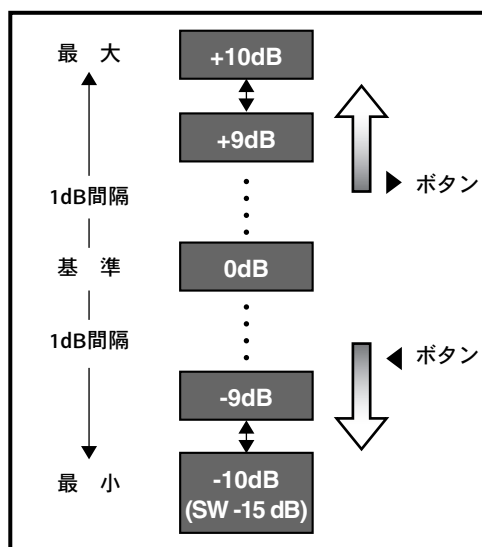 最 大
+10dB
+9dB
▶ ボタン
1dB間隔
基 準
0dB
1dB間隔
◀ ボタン
-9dB
最 小
-10dB
(SW -15 dB)